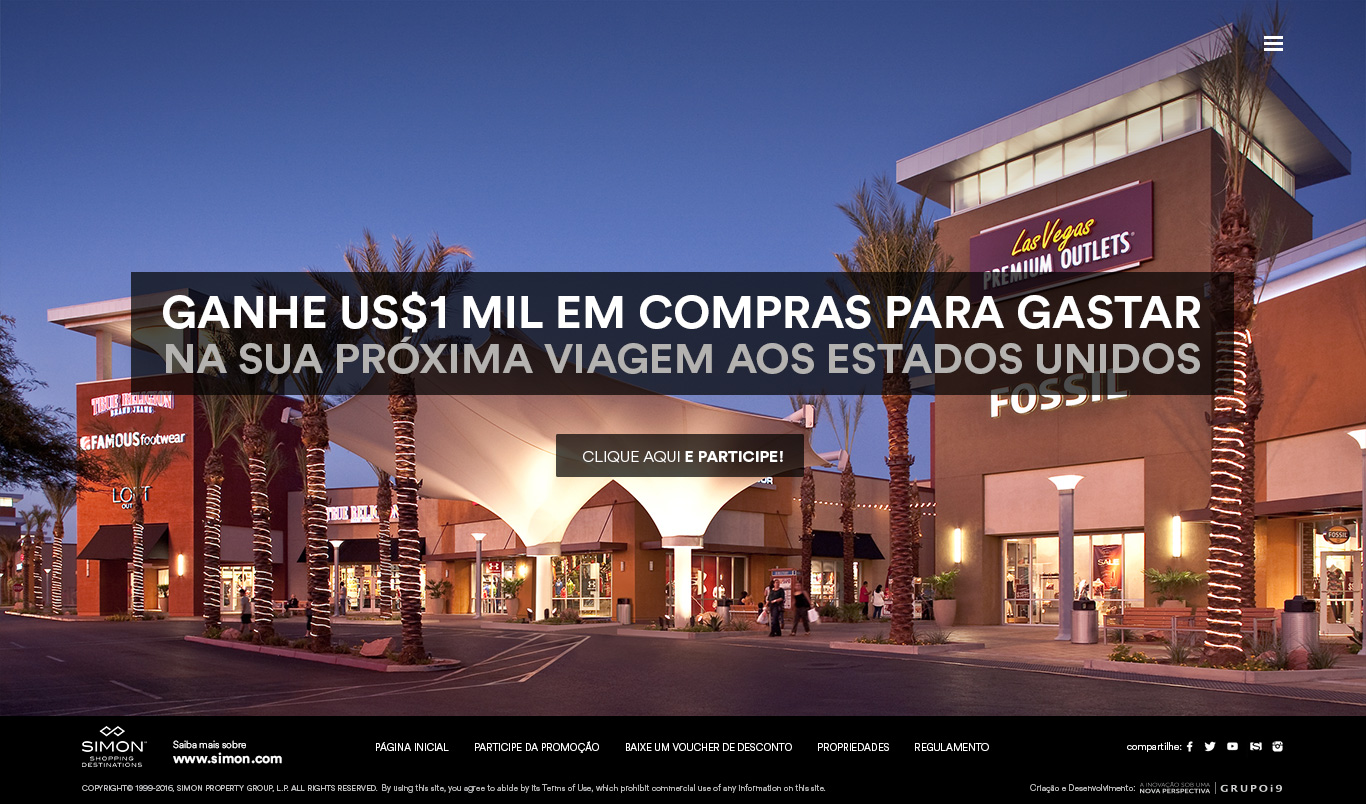 Las Vegas
PREMIUM OUTLETS
GANHE US$1 MIL EM COMPRAS PARA GASTAR
NA SUA PRÓXIMA VIAGEM AOS ESTADOS UNIDOS
TRUE RELIGION
BRAND JEANS
FOSSIL
FAMOUS footwear
CLIQUE AQUI E PARTICIPE!
LOFT
OUTLET
TRUE RELIGION
FOSSIL
SALE
SIMON™
SHOPPING
DESTINATIONS
Saiba mais sobre
www.simon.com
PÁGINA INICIAL PARTICIPE DA PROMOÇÃO BAIXE UM VOUCHER DE DESCONTO PROPRIEDADES REGULAMENTO
compartilhe:
COPYRIGHT© 1999-2016, SIMON PROPERTY GROUP, L.P. ALL RIGHTS RESERVED. By using this site, you agree to abide by its Terms of Use, which prohibit commercial use of any information on this site.
Criação e Desenvolvimento: A INOVAÇÃO SOB UMA
NOVA PERSPECTIVA GRUPOi9